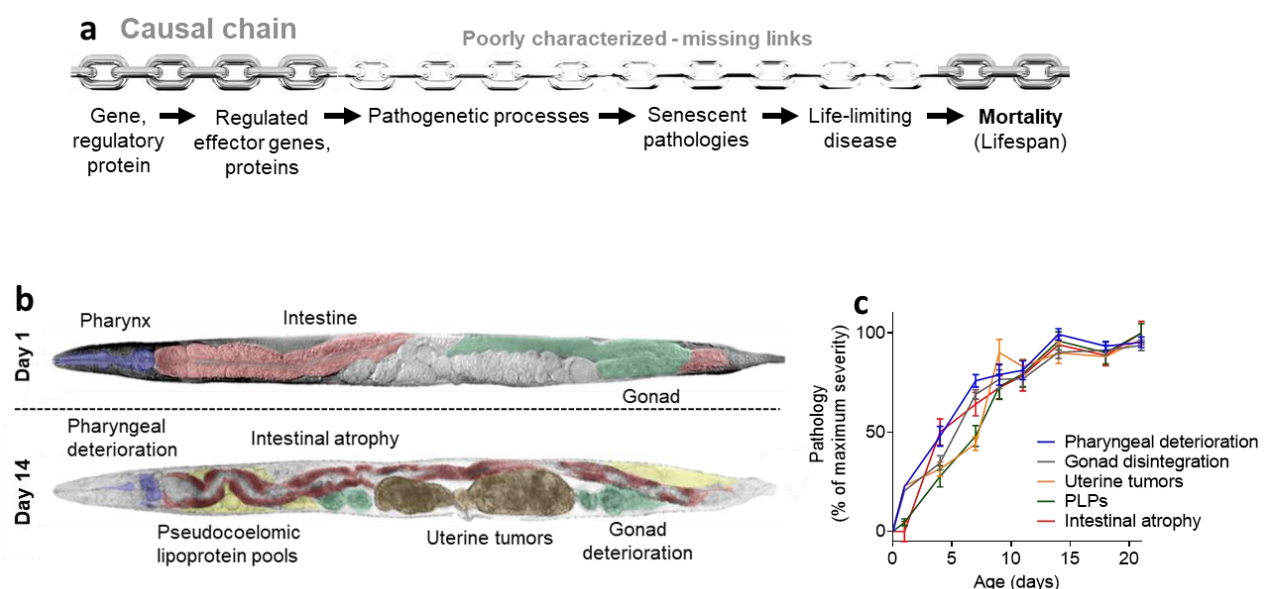 a
Causal chain
Poorly characterized - missing links
Gene,
regulatory
protein
Regulated
effector genes,
proteins
Pathogenetic processes
Senescent
pathologies
Life-limiting
disease
Mortality
(Lifespan)
b
Day 1
Pharynx
Intestine
Gonad
Day 14
Pharyngeal
deterioration
Intestinal atrophy
Pseudocoelomic
lipoprotein pools
Uterine tumors
Gonad
deterioration
c
Pathology
(% of maximum severity)
100
50
0
0
5
10
15
20
Age (days)
Pharyngeal deterioration
Gonad disintegration
Uterine tumors
PLPs
Intestinal atrophy